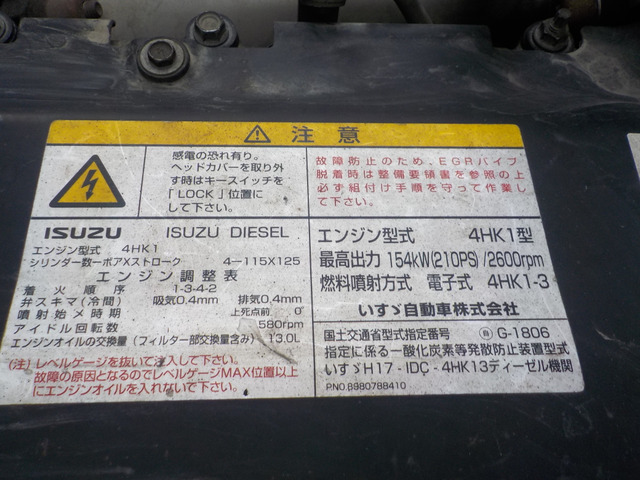 ⚠ 注意
感電の恐れ有り。
ヘッドカバーを取り外
す時はキースイッチを
「LOCK」位置に
して下さい。
故障防止のため、EGRパイプ
脱着時は整備要領書を参照の上
必ず組付け手順を守って作業し
て下さい。
ISUZU ISUZU DIESEL
エンジン型式 4HK1
シリンダー数ーボアXストローク 4-115X125
エンジン調整表
着火順序 1-3-4-2
弁スキマ(冷間) 吸気0.4mm 排気0.4mm
噴射始メ時期 上死点前 0°
アイドル回転数 580rpm
エンジンオイルの交換量(フィルター部交換量含み) 13.0L
(注)レベルゲージを抜いて注入して下さい。
故障の原因となるのでレベルゲージMAX位置以上
にエンジンオイルを入れないで下さい。
エンジン型式 4HK1型
最高出力 154kW(210PS)/2600rpm
燃料噴射方式 電子式 4HK1-3
いすゞ自動車株式会社
国土交通省型式指定番号 G-1806
指定に係る一酸化炭素等発散防止装置型式
いすゞH17-IDC-4HK13ディーゼル機関
P.NO.8980788410